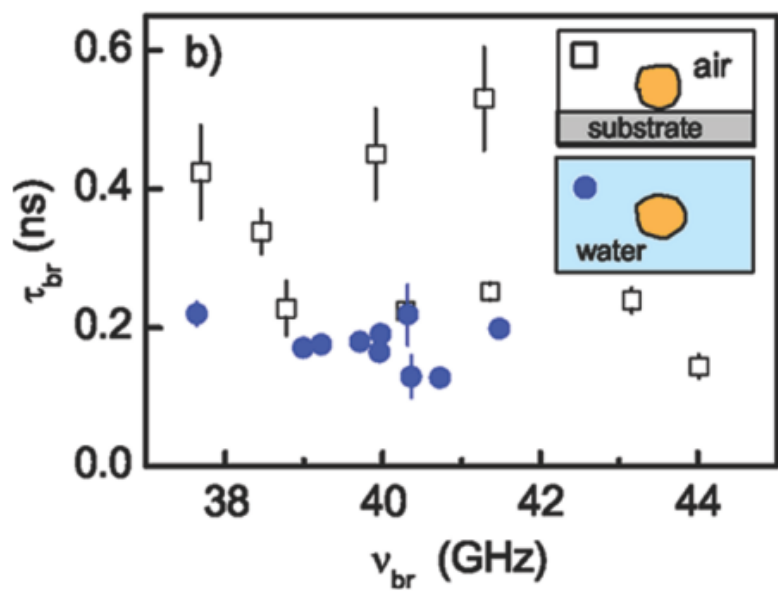 b)
0.6
0.4
0.2
0.0
τbr (ns)
38
40
42
44
νbr (GHz)
air
substrate
water